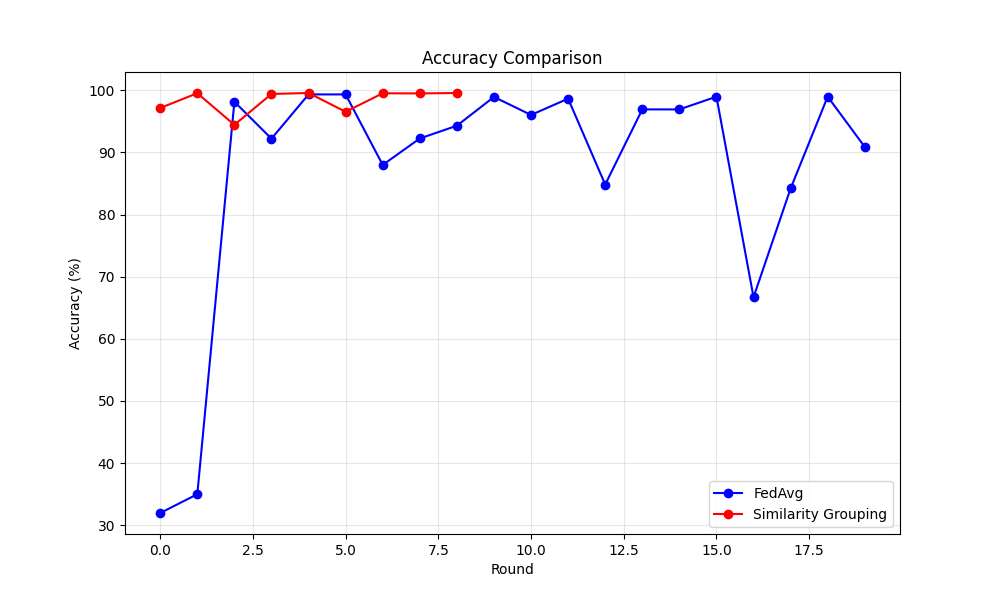 Accuracy Comparison
Accuracy (%)
100
90
80
70
60
50
40
30
0.0 2.5 5.0 7.5 10.0 12.5 15.0 17.5
Round
FedAvg
Similarity Grouping